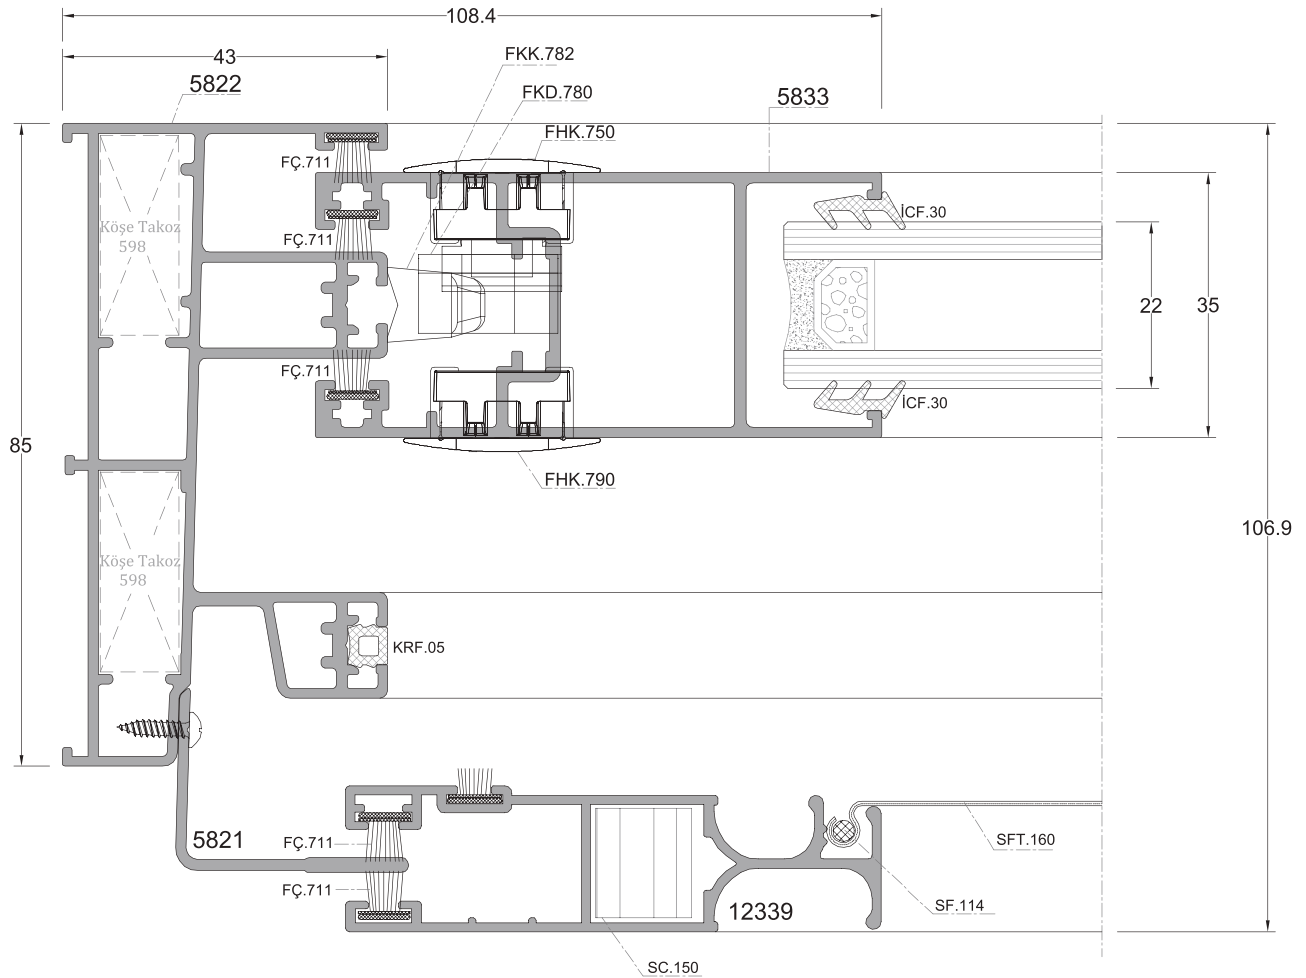 108.4
43
FKK.782
5822
FKD.780
5833
FHK.750
FÇ.711
İCF.30
Köşe Takoz
598
FÇ.711
22
35
FÇ.711
İCF.30
85
FHK.790
106.9
Köşe Takoz
598
KRF.05
5821
FÇ.711
SFT.160
FÇ.711
SF.114
12339
SC.150